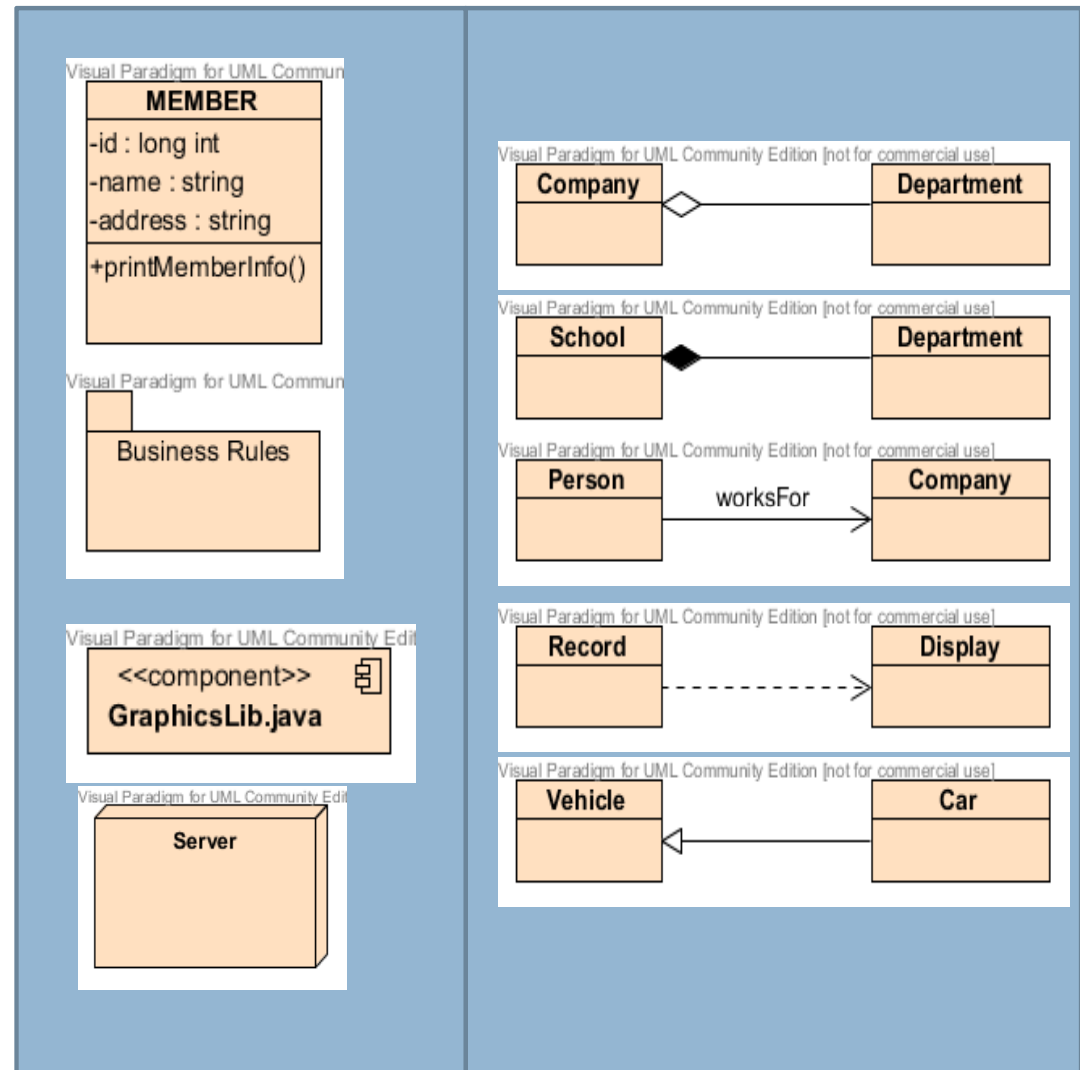 Visual Paradigm for UML Commun
MEMBER
-id : long int
-name : string
-address : string
+printMemberInfo()
Visual Paradigm for UML Commun
Business Rules
Visual Paradigm for UML Community Edit
<<component>>
GraphicsLib.java
Visual Paradigm for UML Community Edit
Server
Visual Paradigm for UML Community Edition [not for commercial use]
Company
Department
Visual Paradigm for UML Community Edition [not for commercial use]
School
Department
Visual Paradigm for UML Community Edition [not for commercial use]
Person
worksFor
Company
Visual Paradigm for UML Community Edition [not for commercial use]
Record
Display
Visual Paradigm for UML Community Edition [not for commercial use]
Vehicle
Car